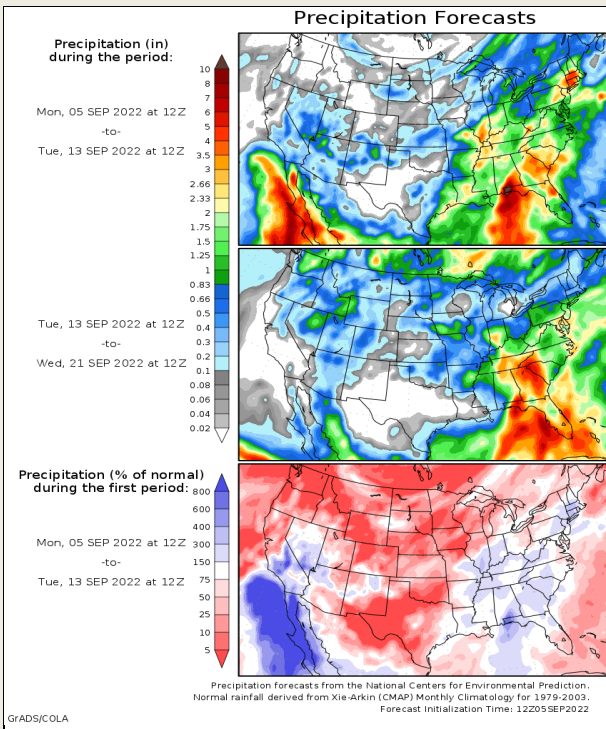 Precipitation Forecasts
Precipitation (in)
during the period:
Mon, 05 SEP 2022 at 12Z
-to-
Tue, 13 SEP 2022 at 12Z
10
8
7
6
5
4
3.5
3
2.66
2.33
2
1.75
1.5
1.25
1
0.83
0.66
0.5
0.4
0.3
0.2
0.1
0.08
0.06
0.04
0.02
Tue, 13 SEP 2022 at 12Z
-to-
Wed, 21 SEP 2022 at 12Z
Precipitation (% of normal)
during the first period:
Mon, 05 SEP 2022 at 12Z
-to-
Tue, 13 SEP 2022 at 12Z
800
600
400
300
150
75
50
25
10
5
Precipitation forecasts from the National Centers for Environmental Prediction.
Normal rainfall derived from Xie-Arkin (CMAP) Monthly Climatology for 1979-2003.
Forecast Initialization Time: 12Z05SEP2022
GrADS/COLA